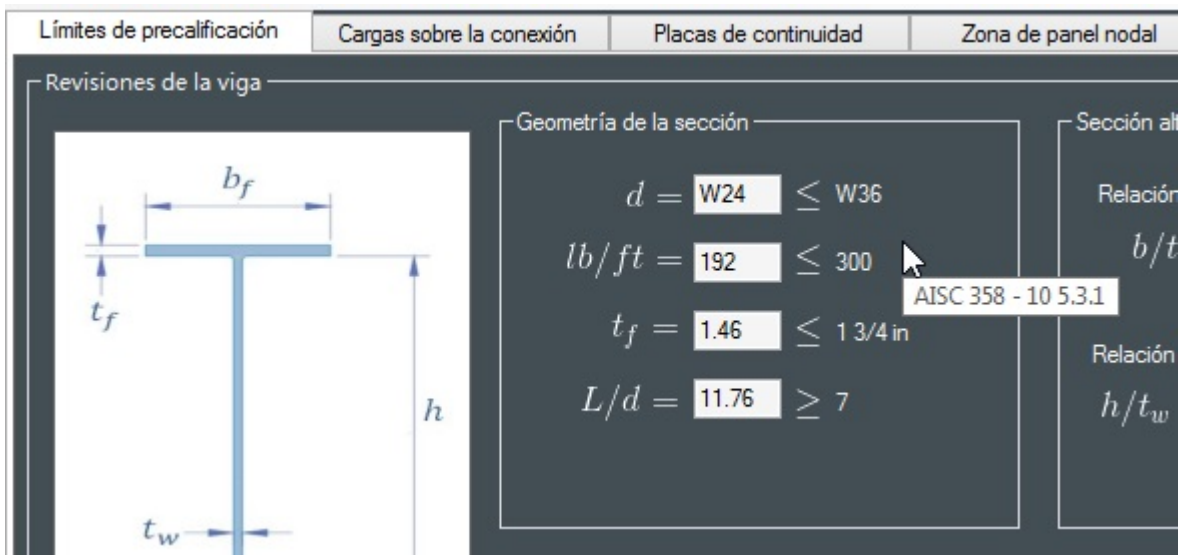 Límites de precalificación
Cargas sobre la conexión
Placas de continuidad
Zona de panel nodal
Revisiones de la viga
b_f
t_f
h
t_w
Geometría de la sección
d = W24 ≤ W36
lb/ft = 192 ≤ 300
AISC 358 - 10 5.3.1
t_f = 1.46 ≤ 1 3/4 in
L/d = 11.76 ≥ 7
Sección alt
Relación
b/t
Relación
h/t_w